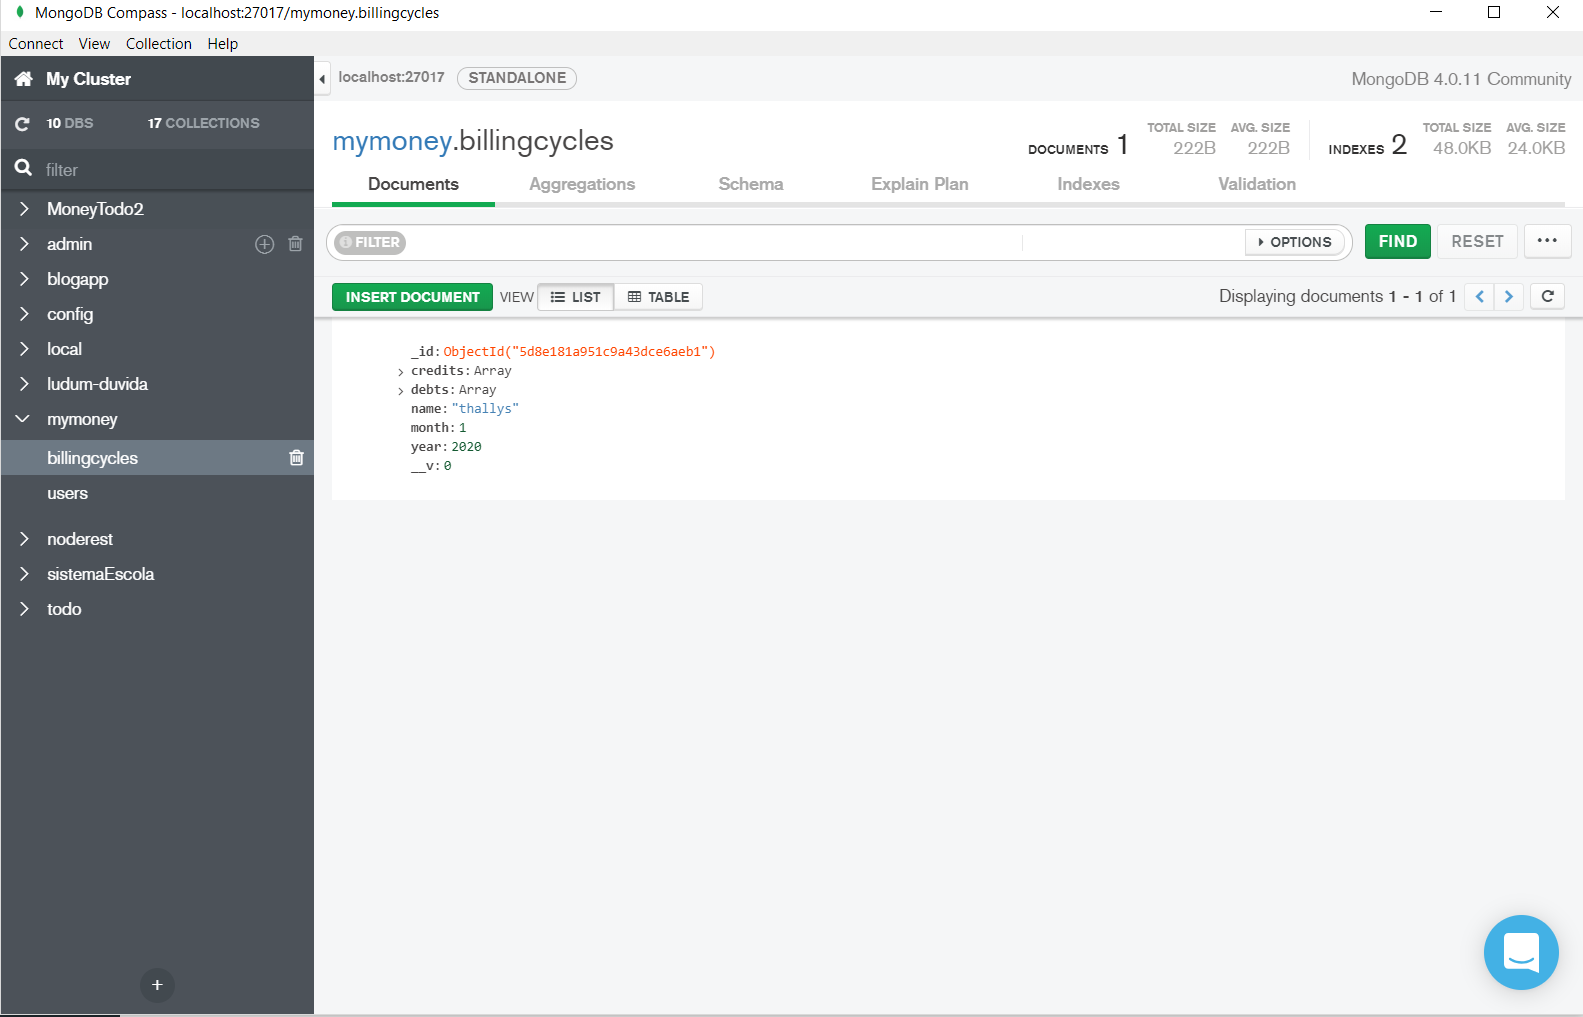 MongoDB Compass - localhost:27017/mymoney.billingcycles
Connect View Collection Help
My Cluster
10 DBS 17 COLLECTIONS
filter
MoneyTodo2
admin
blogapp
config
local
ludum-duvida
mymoney
billingcycles
users
noderest
sistemaEscola
todo
+
localhost:27017 STANDALONE MongoDB 4.0.11 Community
mymoney.billingcycles
DOCUMENTS 1 TOTAL SIZE 222B AVG. SIZE 222B INDEXES 2 TOTAL SIZE 48.0KB AVG. SIZE 24.0KB
Documents Aggregations Schema Explain Plan Indexes Validation
FILTER OPTIONS FIND RESET ...
INSERT DOCUMENT VIEW LIST TABLE Displaying documents 1 - 1 of 1
_id: ObjectId("5d8e181a951c9a43dce6aeb1")
credits: Array
debts: Array
name: "thallys"
month: 1
year: 2020
__v: 0